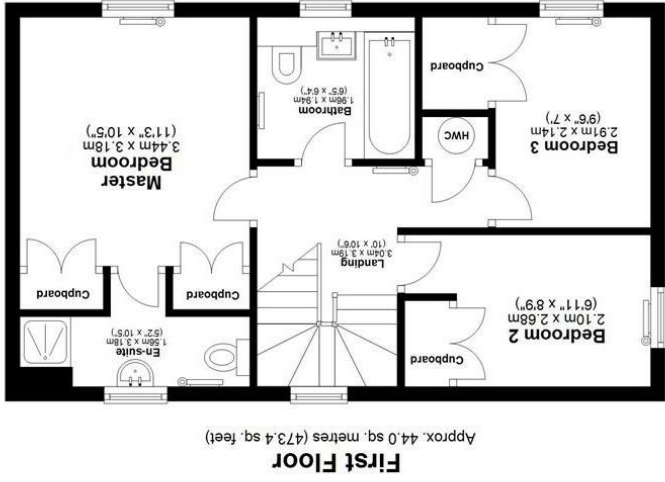 First Floor
Approx. 44.0 sq. metres (473.4 sq. feet)
Cupboard
Bedroom 2
2.10m x 2.68m
(6'11" x 8'9")
En-suite
1.56m x 3.18m
(5'2" x 10'5")
Cupboard
Cupboard
Landing
3.04m x 3.19m
(10' x 10'6")
Bedroom 3
2.91m x 2.14m
(9'6" x 7')
HWC
Cupboard
Bathroom
1.96m x 1.94m
(6'5" x 6'4")
Master
Bedroom
3.44m x 3.18m
(11'3" x 10'5")